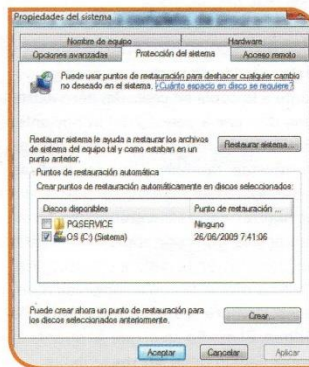 Propiedades del sistema
Nombre de equipo
Hardware
Opciones avanzadas
Protección del sistema
Acceso remoto
Puede usar puntos de restauración para deshacer cualquier cambio
no deseado en el sistema. ¿Cuánto espacio en disco se requiere?
Restaurar sistema le ayuda a restaurar los archivos
de sistema del equipo tal y como estaban en un
punto anterior.
Restaurar sistema...
Puntos de restauración automática
Crear puntos de restauración automáticamente en discos seleccionados:
Discos disponibles
Punto de restauración ...
PQSERVICE
Ninguno
OS (C:) (Sistema)
26/06/2009 7:41:06
Puede crear ahora un punto de restauración para
los discos seleccionados anteriormente.
Crear...
Aceptar
Cancelar
Aplicar